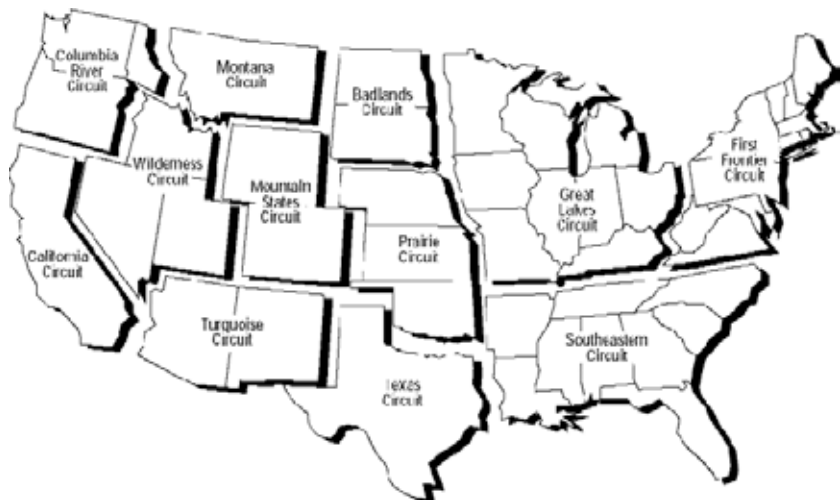 Columbia
River
Circuit
Montana
Circuit
Badlands
Circuit
First
Frontier
Circuit
Wilderness
Circuit
Mountain
States
Circuit
Great
Lakes
Circuit
Prairie
Circuit
California
Circuit
Turquoise
Circuit
Southeastern
Circuit
Texas
Circuit